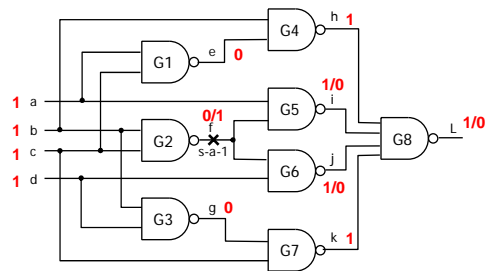 h 1
G4
G1 e 0
1/0
1 a
0/1 G5 i
1 b f 1/0
G2 G8 L
1 c s-a-1
G6 j
1 d 1/0
G3 g 0
k 1
G7